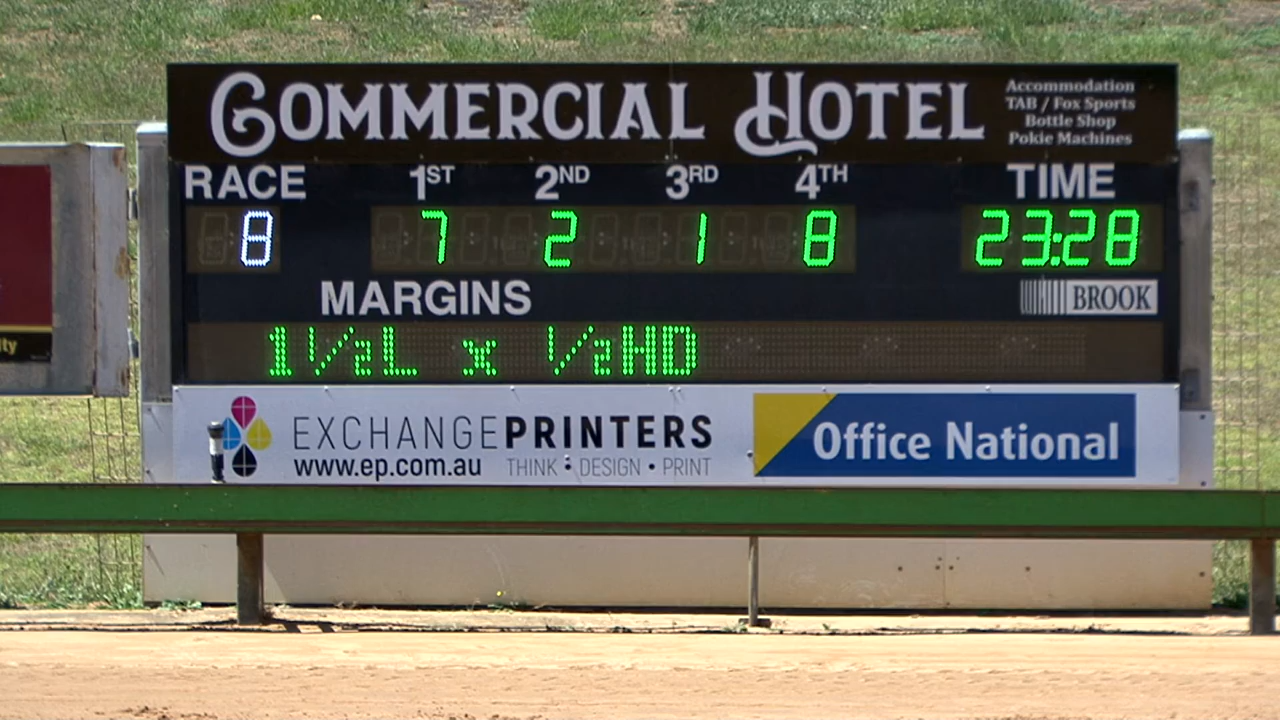 COMMERCIAL HOTEL
Accommodation
TAB / Fox Sports
Bottle Shop
Pokie Machines
RACE 1ST 2ND 3RD 4TH TIME
8 7 2 1 8 23:28
MARGINS
BROOK
1 1/2L x 1/2HD
EXCHANGEPRINTERS
www.ep.com.au THINK • DESIGN • PRINT
Office National
ity